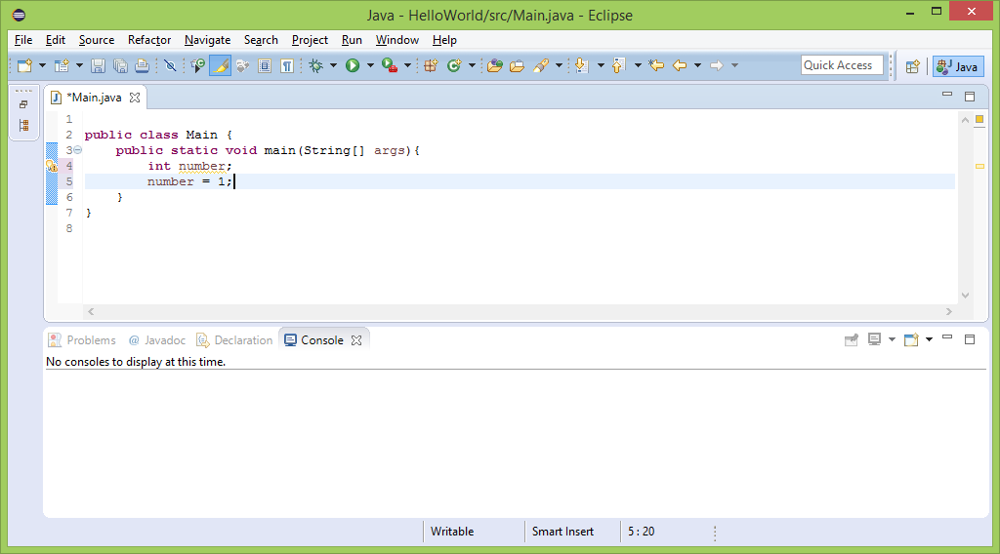 Java - HelloWorld/src/Main.java - Eclipse
File Edit Source Refactor Navigate Search Project Run Window Help
Quick Access Java
*Main.java
1
2 public class Main {
3 public static void main(String[] args){
4 int number;
5 number = 1;
6 }
7 }
8
Problems @ Javadoc Declaration Console
No consoles to display at this time.
Writable Smart Insert 5 : 20